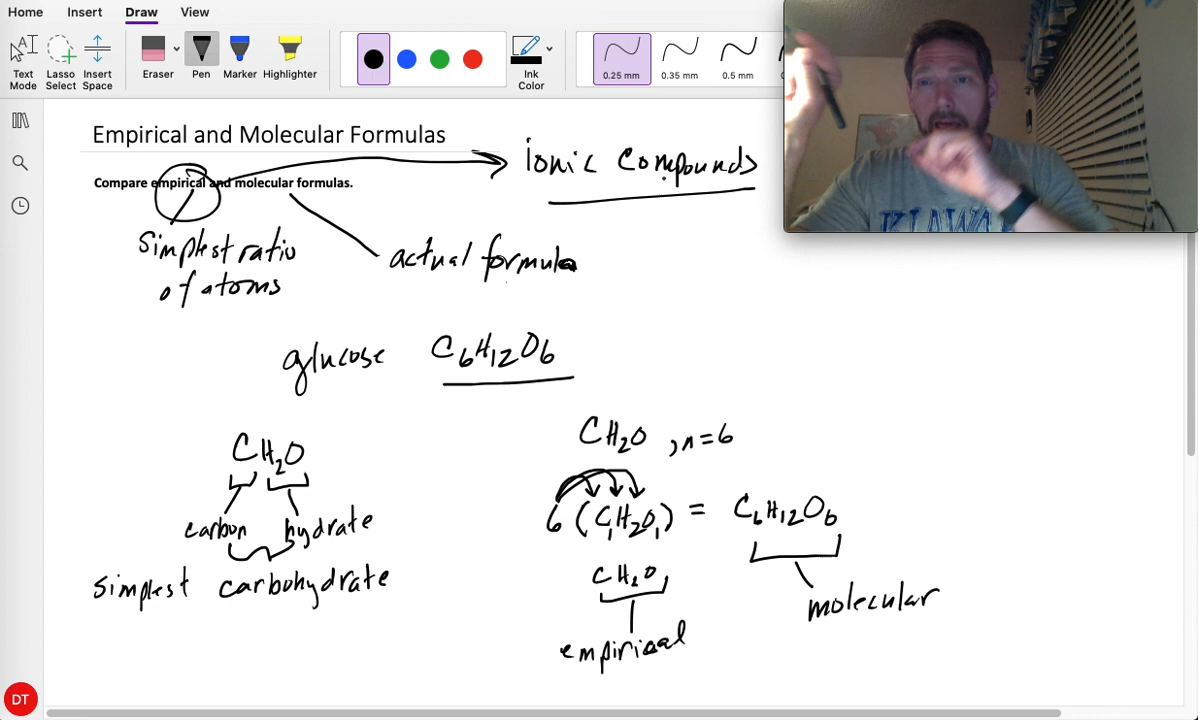 Home Insert Draw View
Text Mode Lasso Select Insert Space Eraser Pen Marker Highlighter Ink Color 0.25 mm 0.35 mm 0.5 mm
Empirical and Molecular Formulas
ionic compounds
Compare empirical and molecular formulas.
simplest ratio of atoms
actual formula
glucose C6H12O6
CH2O
carbon hydrate
simplest carbohydrate
CH2O , n=6
6 (C1H2O1) = C6H12O6
CH2O
empirical
molecular
DT